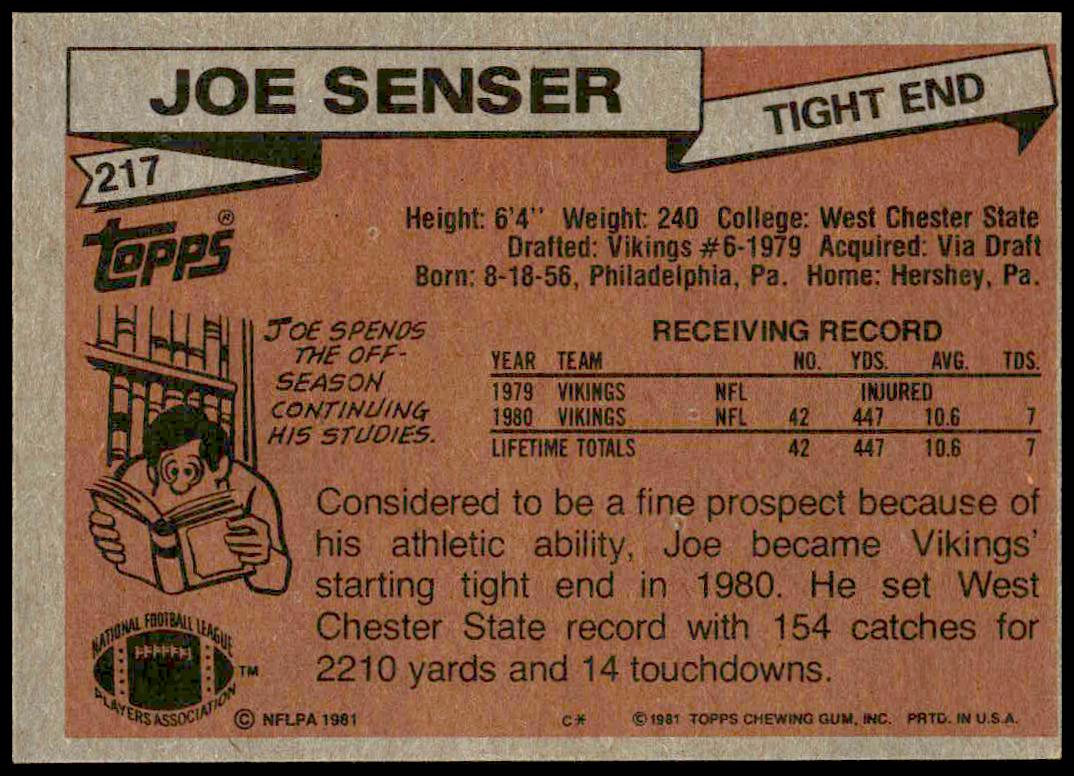 JOE SENSER
TIGHT END
217
topps®
Height: 6'4" Weight: 240 College: West Chester State
Drafted: Vikings #6-1979 Acquired: Via Draft
Born: 8-18-56, Philadelphia, Pa. Home: Hershey, Pa.
JOE SPENDS
THE OFF-
SEASON
CONTINUING
HIS STUDIES.
RECEIVING RECORD
YEAR TEAM NO. YDS. AVG. TDS.
1979 VIKINGS NFL INJURED
1980 VIKINGS NFL 42 447 10.6 7
LIFETIME TOTALS 42 447 10.6 7
Considered to be a fine prospect because of
his athletic ability, Joe became Vikings'
starting tight end in 1980. He set West
Chester State record with 154 catches for
2210 yards and 14 touchdowns.
NATIONAL FOOTBALL LEAGUE
PLAYERS ASSOCIATION
TM
© NFLPA 1981
C*
© 1981 TOPPS CHEWING GUM, INC. PRTD. IN U.S.A.